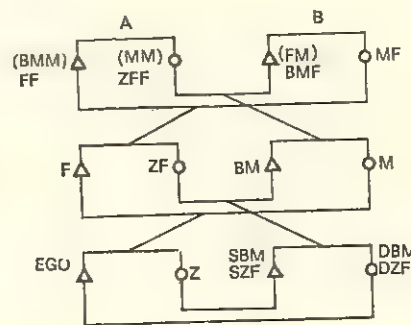 A B
(BMM) (MM) (FM) MF
FF ZFF BMF
F ZF BM M
EGO Z SBM DBM
SZF DZF